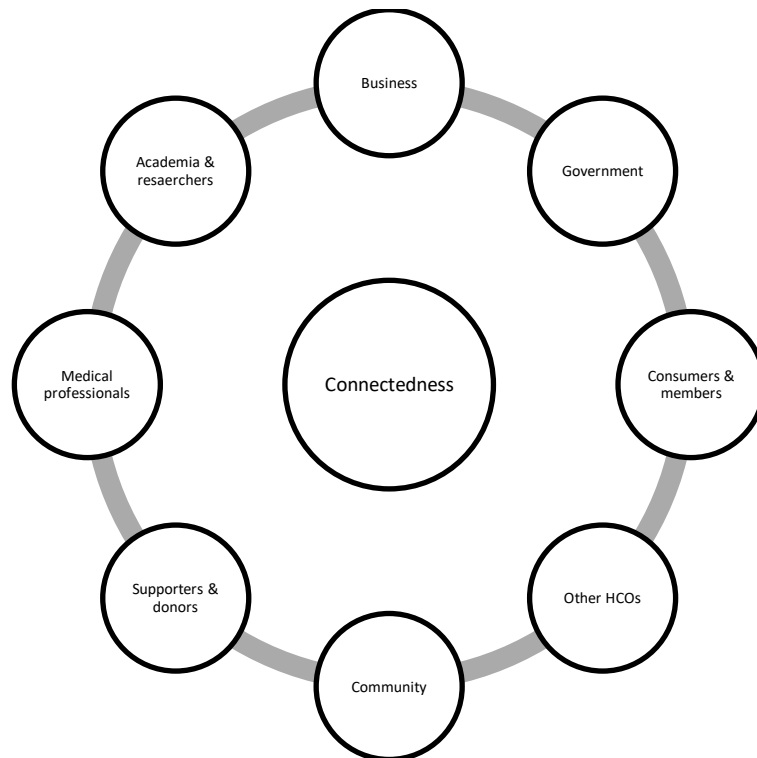 Business
Government
Academia &
resaerchers
Consumers &
members
Medical
professionals
Connectedness
Other HCOs
Supporters &
donors
Community